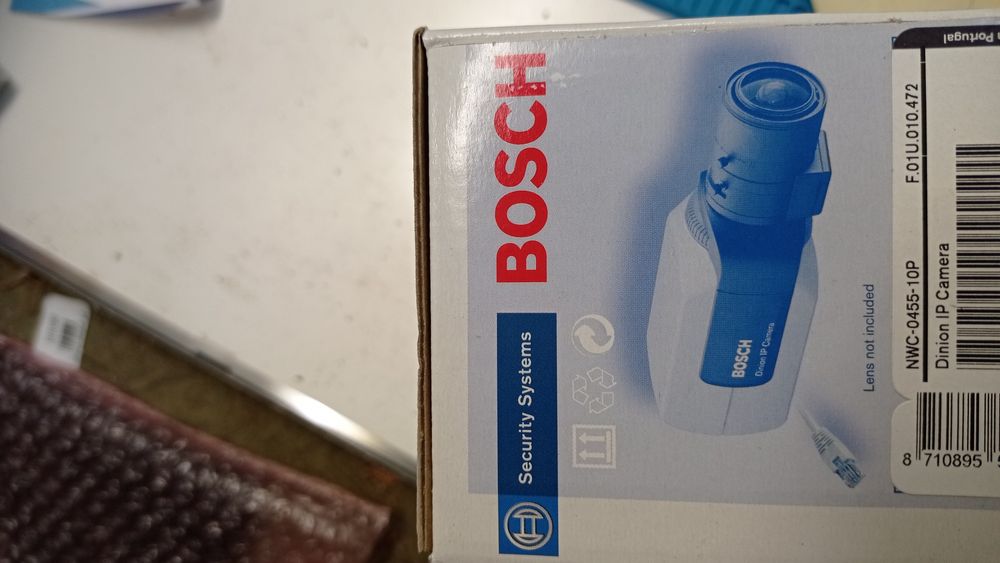 BOSCH
Security Systems
BOSCH
Dinion IP Camera
Lens not included
NWC-0455-10P
F.01U.010.472
Dinion IP Camera
8 710895
Portugal